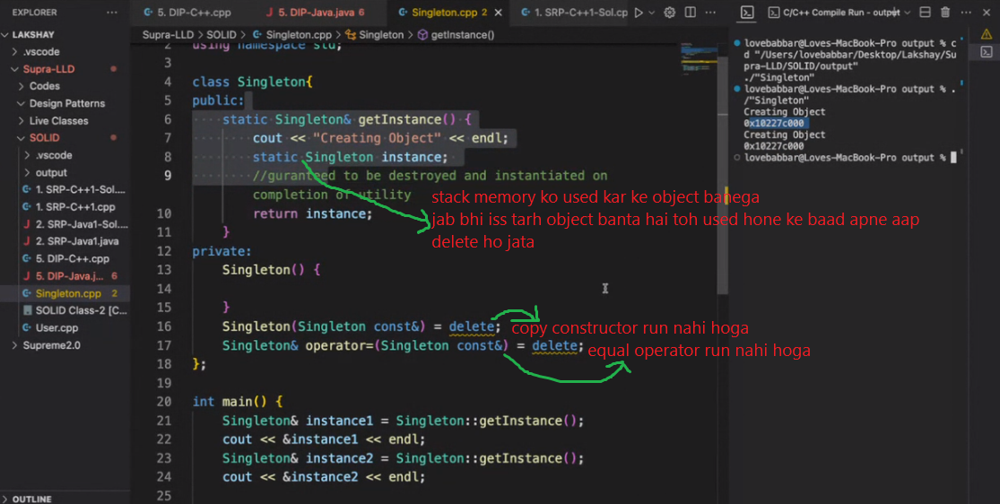 EXPLORER
LAKSHAY
.vscode
Supra-LLD
Codes
Design Patterns
Live Classes
SOLID
.vscode
output
1. SRP-C++1-Sol....
1. SRP-C++1.cpp
2. SRP-Java1-Sol...
2. SRP-Java1.java
5. DIP-C++.cpp
5. DIP-Java.j... 6
Singleton.cpp 2
SOLID Class-2 [C...
User.cpp
Supreme2.0
OUTLINE
5. DIP-C++.cpp
5. DIP-Java.java 6
Singleton.cpp 2
1. SRP-C++1-Sol.cp
Supra-LLD > SOLID > Singleton.cpp > Singleton > getInstance()
2 using namespace std;
3
4 class Singleton{
5 public:
6 static Singleton& getInstance() {
7 cout << "Creating Object" << endl;
8 static Singleton instance;
9 //guranteed to be destroyed and instantiated on
completion of utility
10 return instance;
11 }
12 private:
13 Singleton() {
14
15 }
16 Singleton(Singleton const&) = delete;
17 Singleton& operator=(Singleton const&) = delete;
18 };
19
20 int main() {
21 Singleton& instance1 = Singleton::getInstance();
22 cout << &instance1 << endl;
23 Singleton& instance2 = Singleton::getInstance();
24 cout << &instance2 << endl;
25
stack memory ko used kar ke object banega
jab bhi iss tarh object banta hai toh used hone ke baad apne aap
delete ho jata
copy constructor run nahi hoga
equal operator run nahi hoga
C/C++ Compile Run - output
lovebabbar@Loves-MacBook-Pro output % c
d "/Users/lovebabbar/Desktop/Lakshay/Su
pra-LLD/SOLID/output"
./"Singleton"
lovebabbar@Loves-MacBook-Pro output % .
/"Singleton"
Creating Object
0x10227c000
Creating Object
0x10227c000
lovebabbar@Loves-MacBook-Pro output %